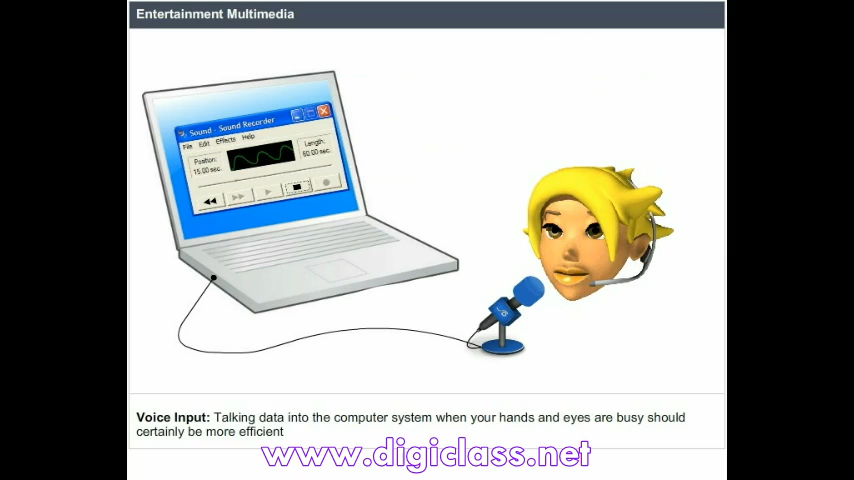 Entertainment Multimedia
Sound - Sound Recorder
File Edit Effects Help
Position:
15.00 sec.
Length:
60.00 sec.
Voice Input: Talking data into the computer system when your hands and eyes are busy should
certainly be more efficient
www.digiclass.net